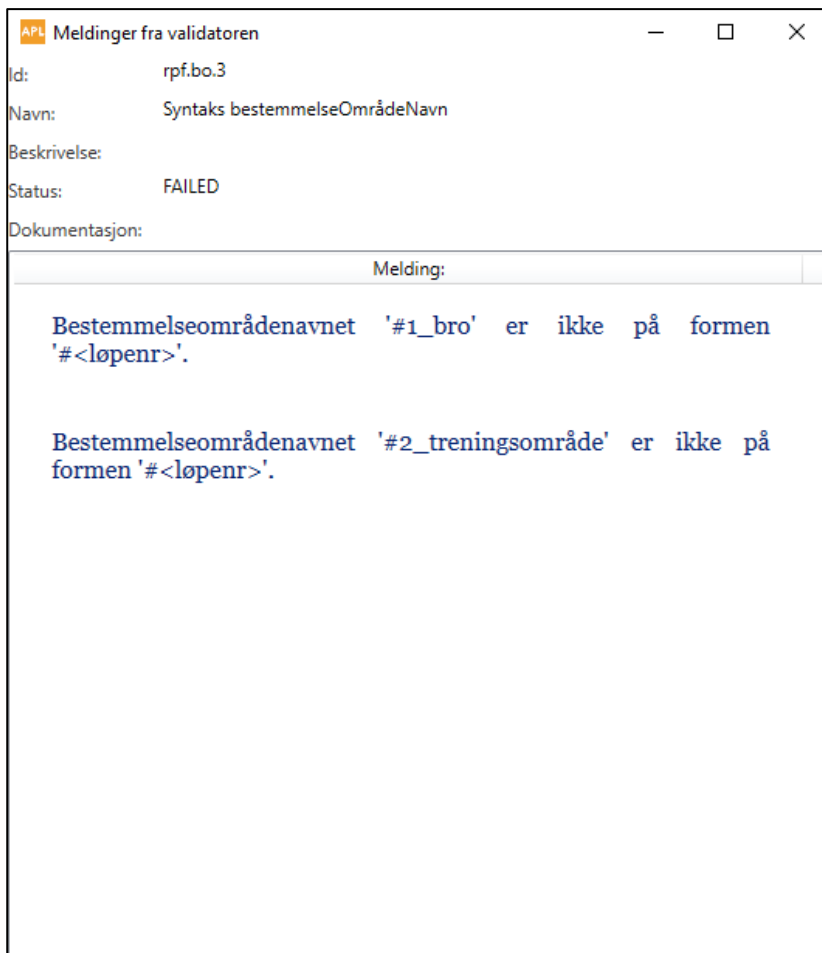 APL Meldinger fra validatoren
Id: rpf.bo.3
Navn: Syntaks bestemmelseOmrådeNavn
Beskrivelse:
Status: FAILED
Dokumentasjon:
Melding:
Bestemmelseområdenavnet '#1_bro' er ikke på formen
'#<løpenr>'.
Bestemmelseområdenavnet '#2_treningsområde' er ikke på
formen '#<løpenr>'.